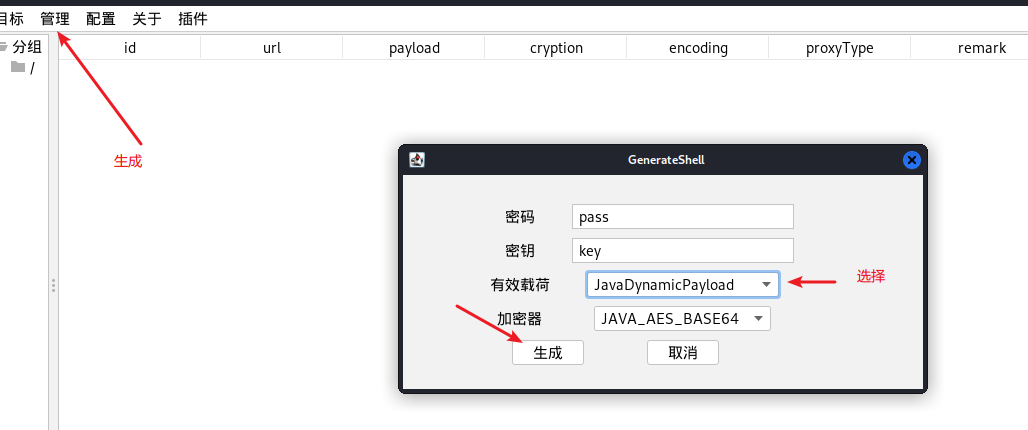 目标 管理 配置 关于 插件
分组
/
id url payload cryption encoding proxyType remark
生成
GenerateShell
密码 pass
密钥 key
有效载荷 JavaDynamicPayload
选择
加密器 JAVA_AES_BASE64
生成 取消